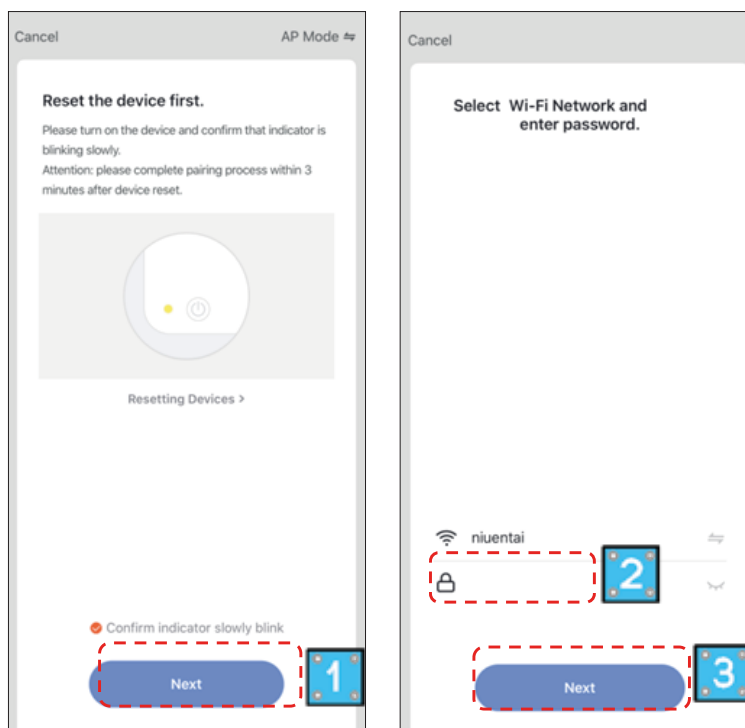 Cancel
AP Mode ⇋
Reset the device first.
Please turn on the device and confirm that indicator is
blinking slowly.
Attention: please complete pairing process within 3
minutes after device reset.
Resetting Devices >
Confirm indicator slowly blink
Next
1
Cancel
Select Wi-Fi Network and
enter password.
niuentai
2
Next
3